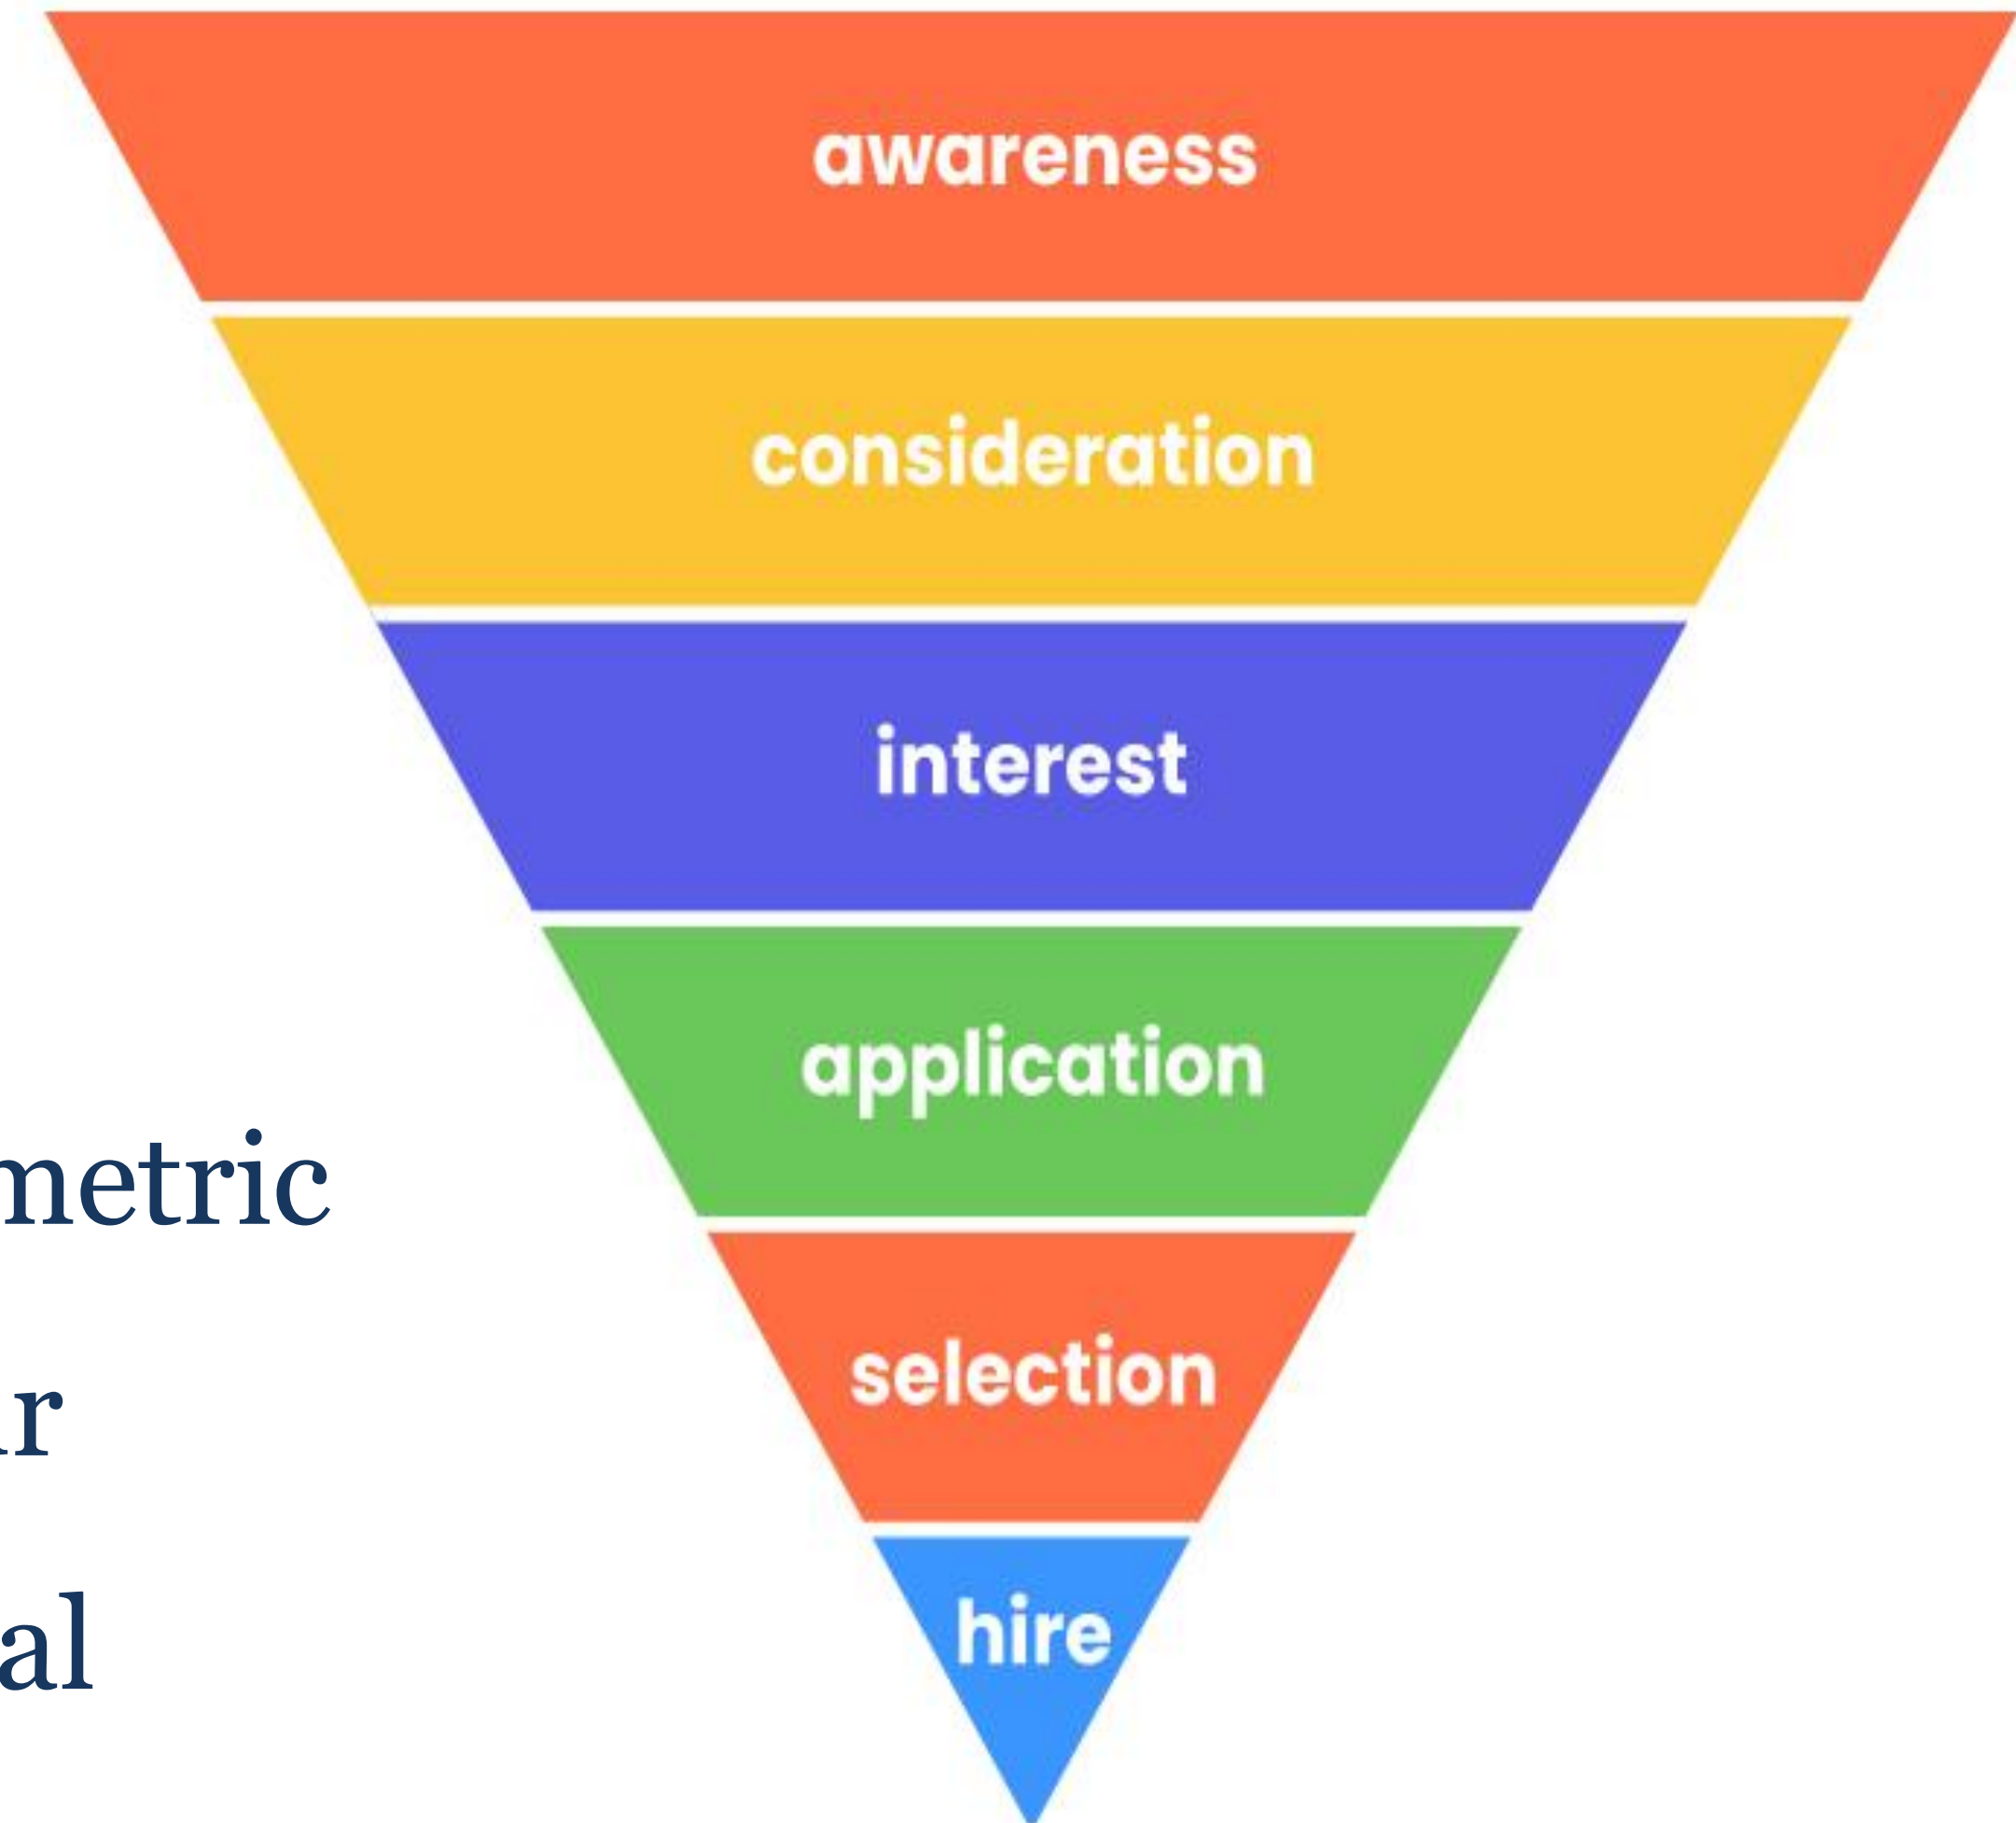 awareness
consideration
interest
application
metric
selection
r
hire
al